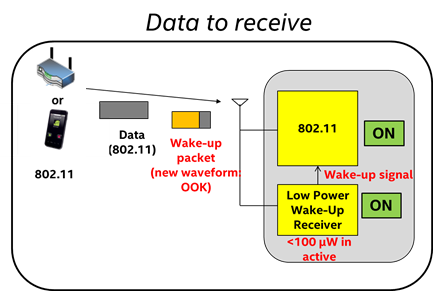 Data to receive
or
802.11
Data
(802.11)
Wake-up
packet
(new waveform:
OOK)
802.11
ON
Wake-up signal
Low Power
Wake-Up
Receiver
ON
<100 μW in
active